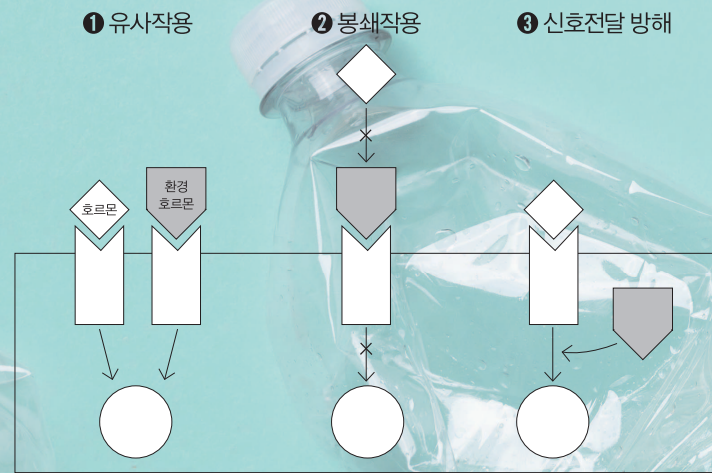 ❶ 유사작용
❷ 봉쇄작용
❸ 신호전달 방해
호르몬
환경
호르몬